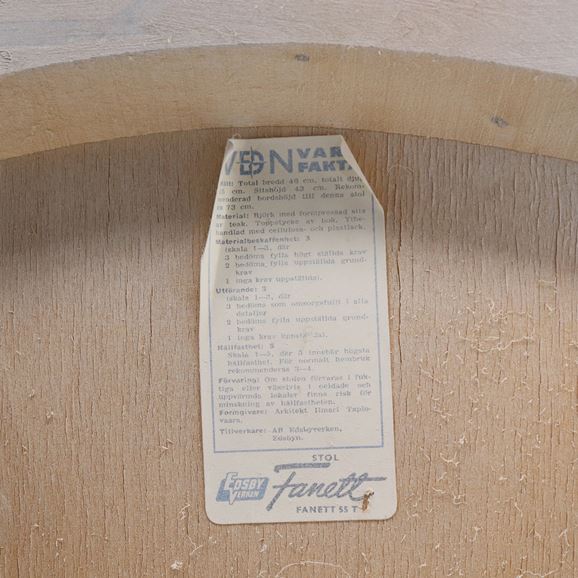 VDN VAR
FAKT
Mått: Total bredd 46 cm, totalt dju
cm. Sitshöjd 43 cm. Rekom-
menderad bordshöjd till denna stol
73 cm.
Material: Björk med formpressad sits
av teak. Toppstycke av bok. Ytbe-
handlad med cellulosa- och plastlack.
Materialbeskaffenhet: 3
(skala 1—3, där
3 bedöms fylla högt ställda krav
2 bedöms fylla uppställda grund-
krav
1 inga krav uppställda).
Utförande: 2
(skala 1—3, där
3 bedöms som omsorgsfullt i alla
detaljer
2 bedöms fylla uppställda grund-
krav
1 inga krav uppställda).
Hållfasthet: 5
Skala 1—5, där 5 innebär högsta
hållfasthet. För normalt hembruk
rekommenderas 3—4.
Förvaring: Om stolen förvaras i fuk-
tiga eller växelvis i oeldade och
uppvärmda lokaler finns risk för
minskning av hållfastheten.
Formgivare: Arkitekt Ilmari Tapio-
vaara.
Tillverkare: AB Edsbyverken,
Edsbyn.
STOL
EDSBY
VERKEN
Fanett
FANETT SS T